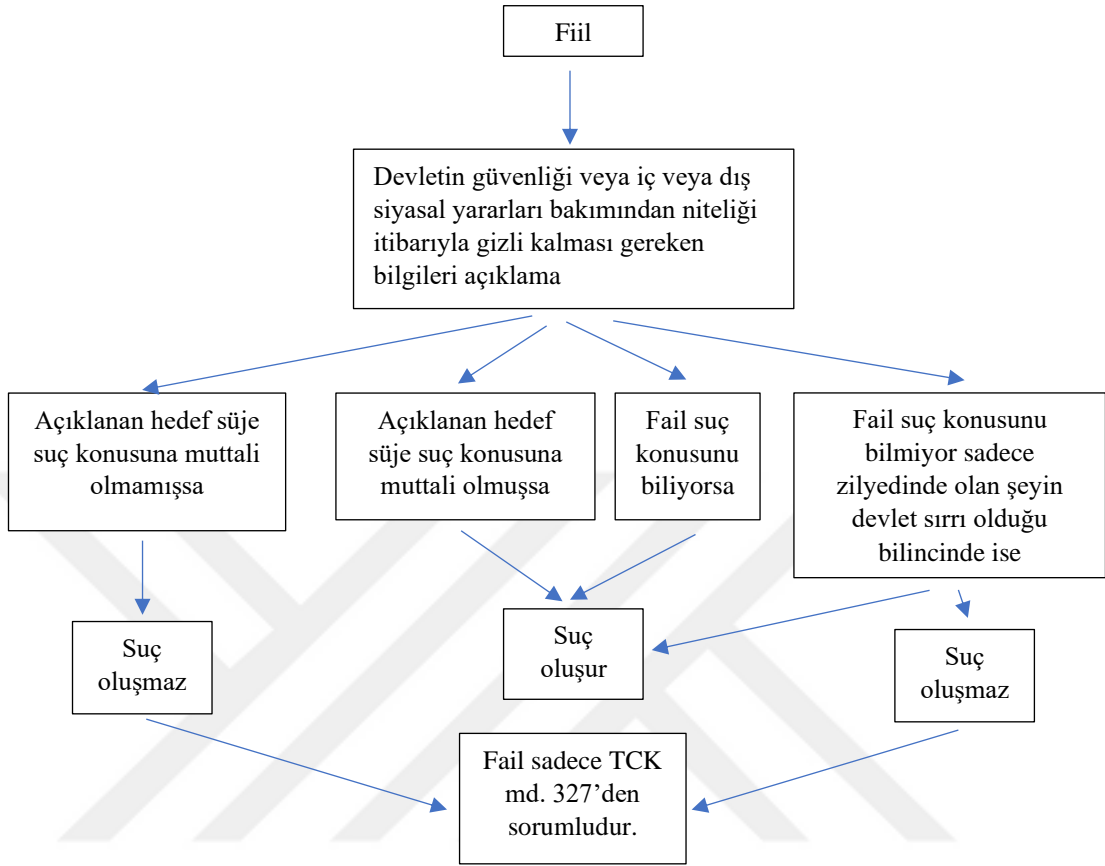 Fiil
Devletin güvenliği veya iç veya dış
siyasal yararları bakımından niteliği
itibarıyla gizli kalması gereken
bilgileri açıklama
Açıklanan hedef süje
suç konusuna muttali
olmamışsa
Açıklanan hedef
süje suç konusuna
muttali olmuşsa
Fail suç
konusunu
biliyorsa
Fail suç konusunu
bilmiyor sadece
zilyedinde olan şeyin
devlet sırrı olduğu
bilincinde ise
Suç
oluşmaz
Suç
oluşur
Suç
oluşmaz
Fail sadece TCK
md. 327’den
sorumludur.